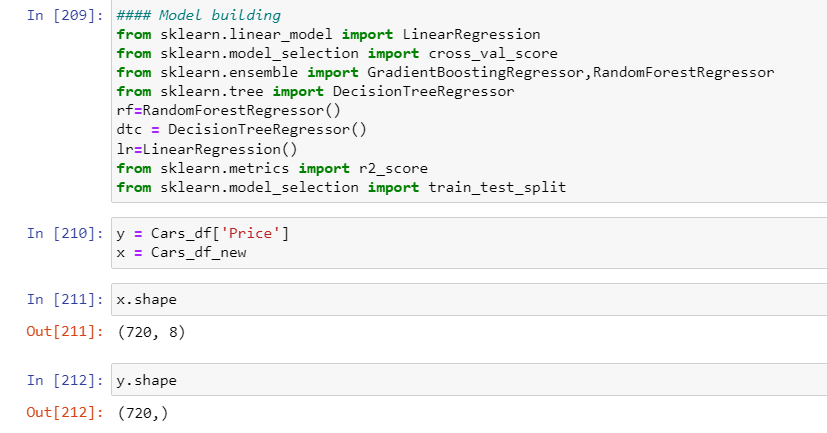 In [209]: #### Model building
from sklearn.linear_model import LinearRegression
from sklearn.model_selection import cross_val_score
from sklearn.ensemble import GradientBoostingRegressor,RandomForestRegressor
from sklearn.tree import DecisionTreeRegressor
rf=RandomForestRegressor()
dtc = DecisionTreeRegressor()
lr=LinearRegression()
from sklearn.metrics import r2_score
from sklearn.model_selection import train_test_split
In [210]: y = Cars_df['Price']
x = Cars_df_new
In [211]: x.shape
Out[211]: (720, 8)
In [212]: y.shape
Out[212]: (720,)